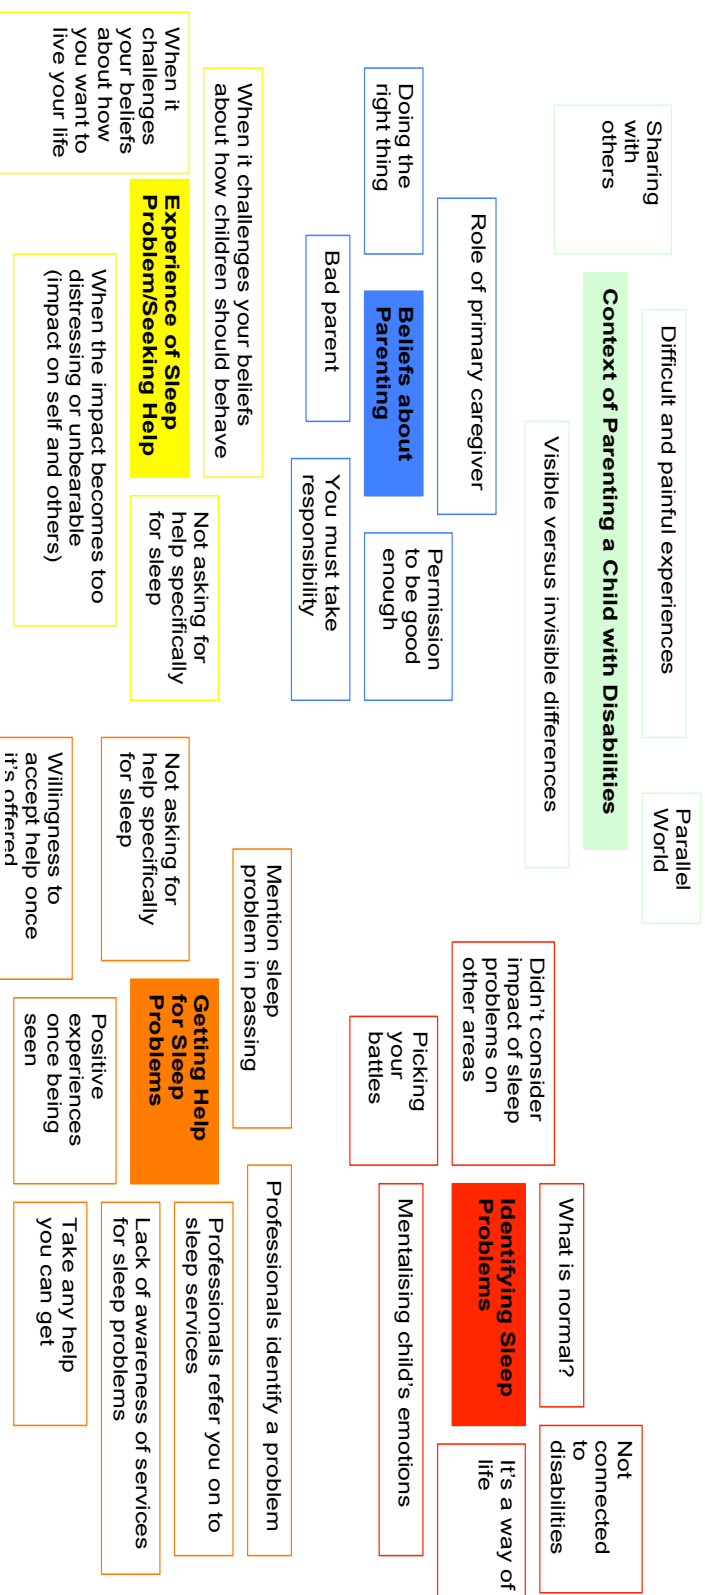 Sharing
with
others
Difficult and painful experiences
Parallel
World
Context of Parenting a Child with Disabilities
Visible versus invisible differences
Role of primary caregiver
Doing the
right thing
Beliefs about
Parenting
Permission
to be good
enough
Bad parent
You must take
responsibility
When it challenges your beliefs
about how children should behave
When it
challenges
your beliefs
about how
you want to
live your life
Experience of Sleep
Problem/Seeking Help
Not asking for
help specifically
for sleep
When the impact becomes too
distressing or unbearable
(impact on self and others)
What is normal?
Not
connected
to
disabilities
Didn't consider
impact of sleep
problems on
other areas
Identifying Sleep
Problems
It's a way of
life
Picking
your
battles
Mentalising child's emotions
Mention sleep
problem in passing
Professionals identify a problem
Professionals refer you on to
sleep services
Not asking for
help specifically
for sleep
Getting Help
for Sleep
Problems
Lack of awareness of services
for sleep problems
Willingness to
accept help once
it's offered
Positive
experiences
once being
seen
Take any help
you can get